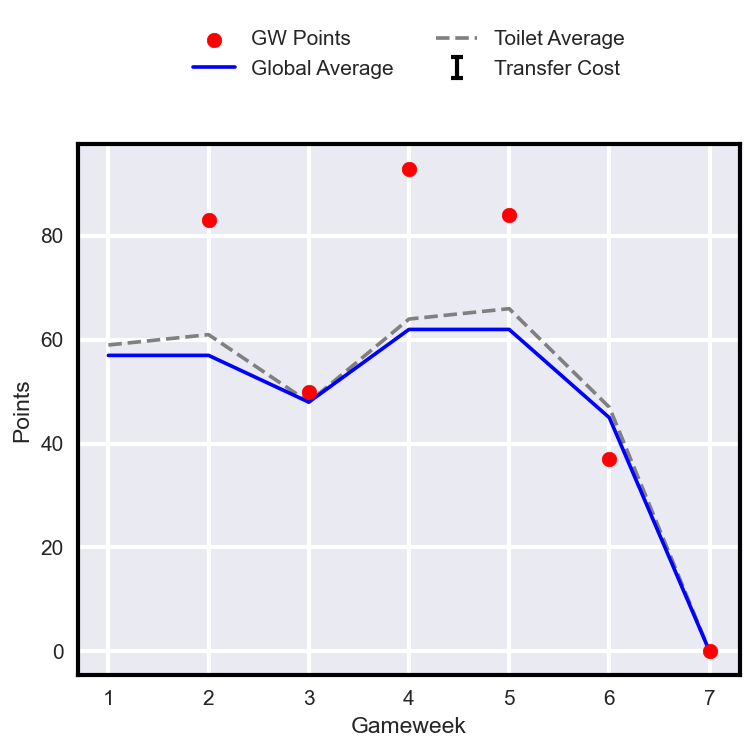 GW Points
Toilet Average
Global Average
Transfer Cost
80
60
40
20
0
Points
1 2 3 4 5 6 7
Gameweek